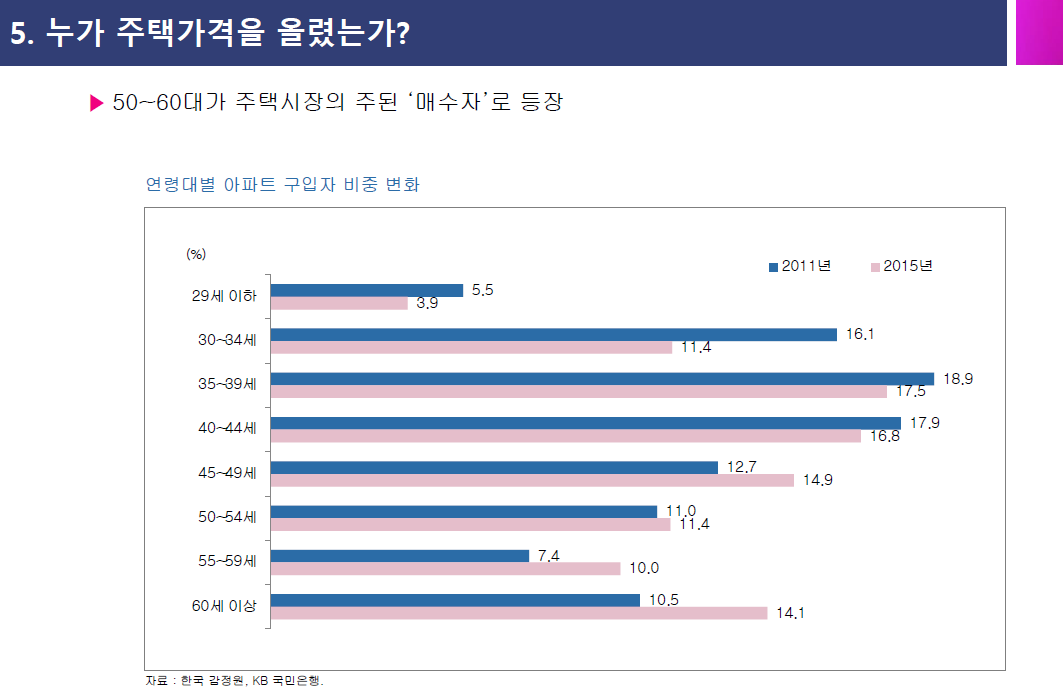 5. 누가 주택가격을 올렸는가?
▶ 50~60대가 주택시장의 주된 ‘매수자’로 등장
연령대별 아파트 구입자 비중 변화
(%)
2011년 2015년
29세 이하 5.5
3.9
30~34세 16.1
11.4
35~39세 18.9
17.5
40~44세 17.9
16.8
45~49세 12.7
14.9
50~54세 11.0
11.4
55~59세 7.4
10.0
60세 이상 10.5
14.1
자료 : 한국 감정원, KB 국민은행.